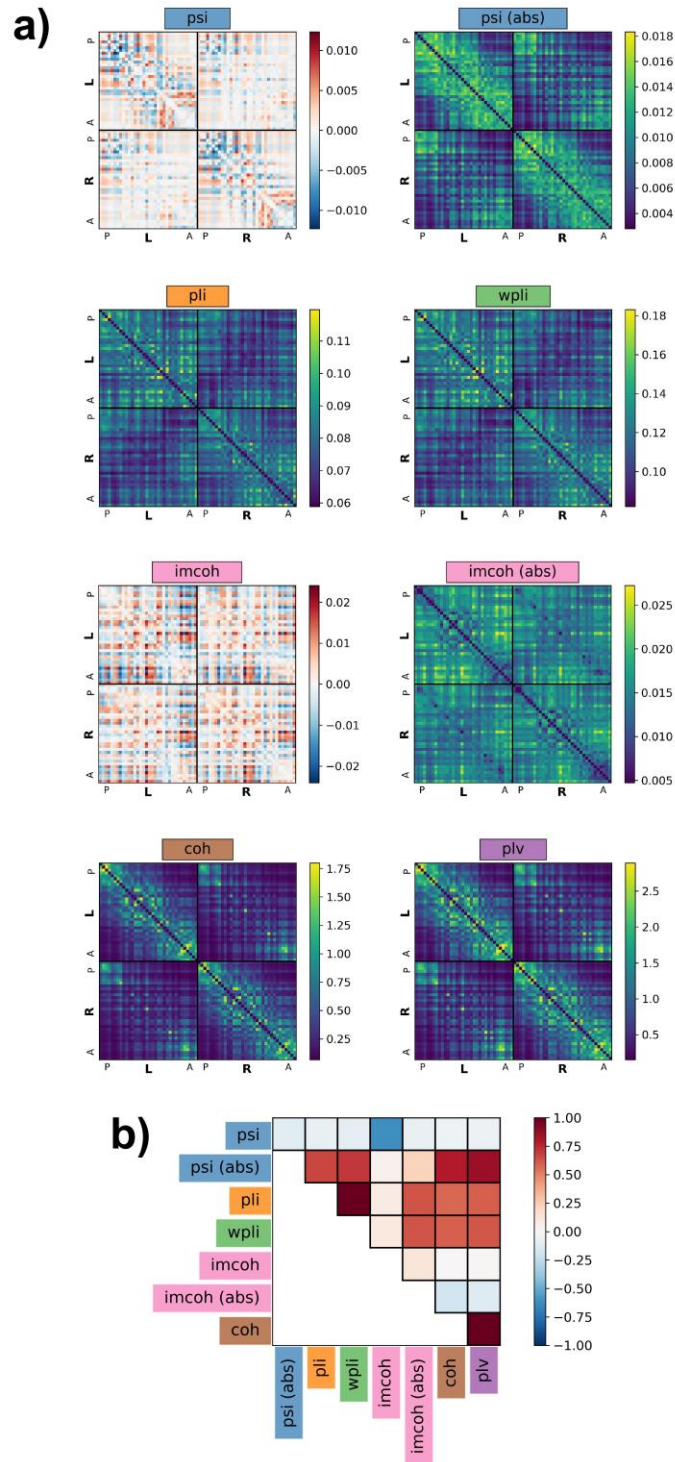 a)
psi
P
L
A
P
R
A
P L A P R A
0.010
0.005
0.000
−0.005
−0.010
psi (abs)
P
L
A
P
R
A
P L A P R A
0.018
0.016
0.014
0.012
0.010
0.008
0.006
0.004
pli
P
L
A
P
R
A
P L A P R A
0.11
0.10
0.09
0.08
0.07
0.06
wpli
P
L
A
P
R
A
P L A P R A
0.18
0.16
0.14
0.12
0.10
imcoh
P
L
A
P
R
A
P L A P R A
0.02
0.01
0.00
−0.01
−0.02
imcoh (abs)
P
L
A
P
R
A
P L A P R A
0.025
0.020
0.015
0.010
0.005
coh
P
L
A
P
R
A
P L A P R A
1.75
1.50
1.25
1.00
0.75
0.50
0.25
plv
P
L
A
P
R
A
P L A P R A
2.5
2.0
1.5
1.0
0.5
b)
psi
psi (abs)
pli
wpli
imcoh
imcoh (abs)
coh
psi (abs)
pli
wpli
imcoh
imcoh (abs)
coh
plv
1.00
0.75
0.50
0.25
0.00
−0.25
−0.50
−0.75
−1.00